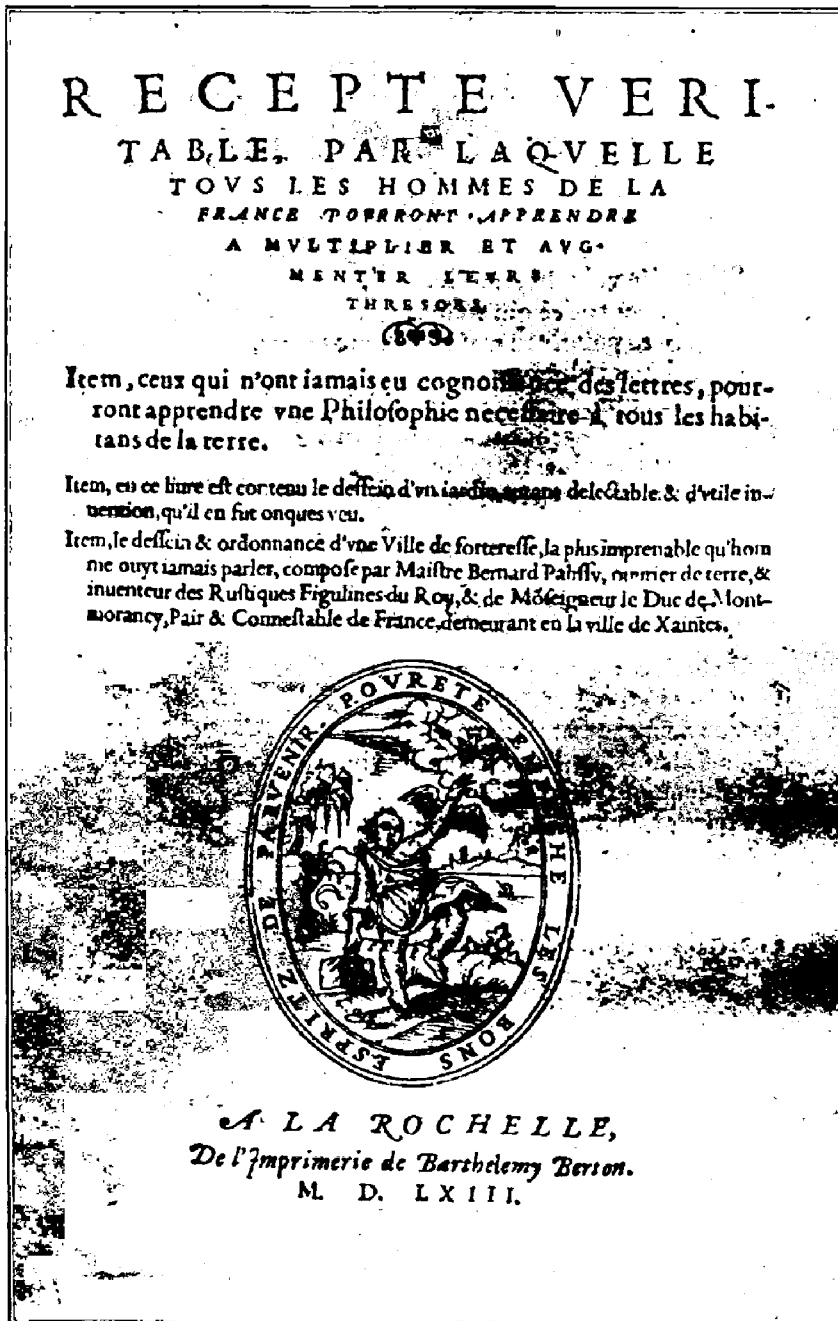 RECEPTE VERI-
TABLE, PAR LAQVELLE
TOVS LES HOMMES DE LA
FRANCE POVRRONT APPRENDRE
A MVLTIPLIER ET AVG-
MENTER LEVRS
THRESORS.
Item, ceux qui n'ont iamais eu cognoissance des lettres, pour-
ront apprendre vne Philosophie necessaire à tous les habi-
tans de la terre.
Item, en ce liure est contenu le dessein d'vn iardin autant delectable & d'vtile in-
uention, qu'il en fut onques veu.
Item, le dessein & ordonnance d'vne Ville de forteresse, la plus imprenable qu'hom
me ouyt iamais parler, composé par Maistre Bernard Palissy, ouurier de terre, &
inuenteur des Rustiques Figulines du Roy, & de Mõseigneur le Duc de Mont-
morancy, Pair & Connestable de France, demeurant en la ville de Xaintes.
POVRETE EMPECHE LES BONS ESPRITZ DE PARVENIR.
A LA ROCHELLE,
De l'Imprimerie de Barthelemy Berton.
M. D. LXIII.